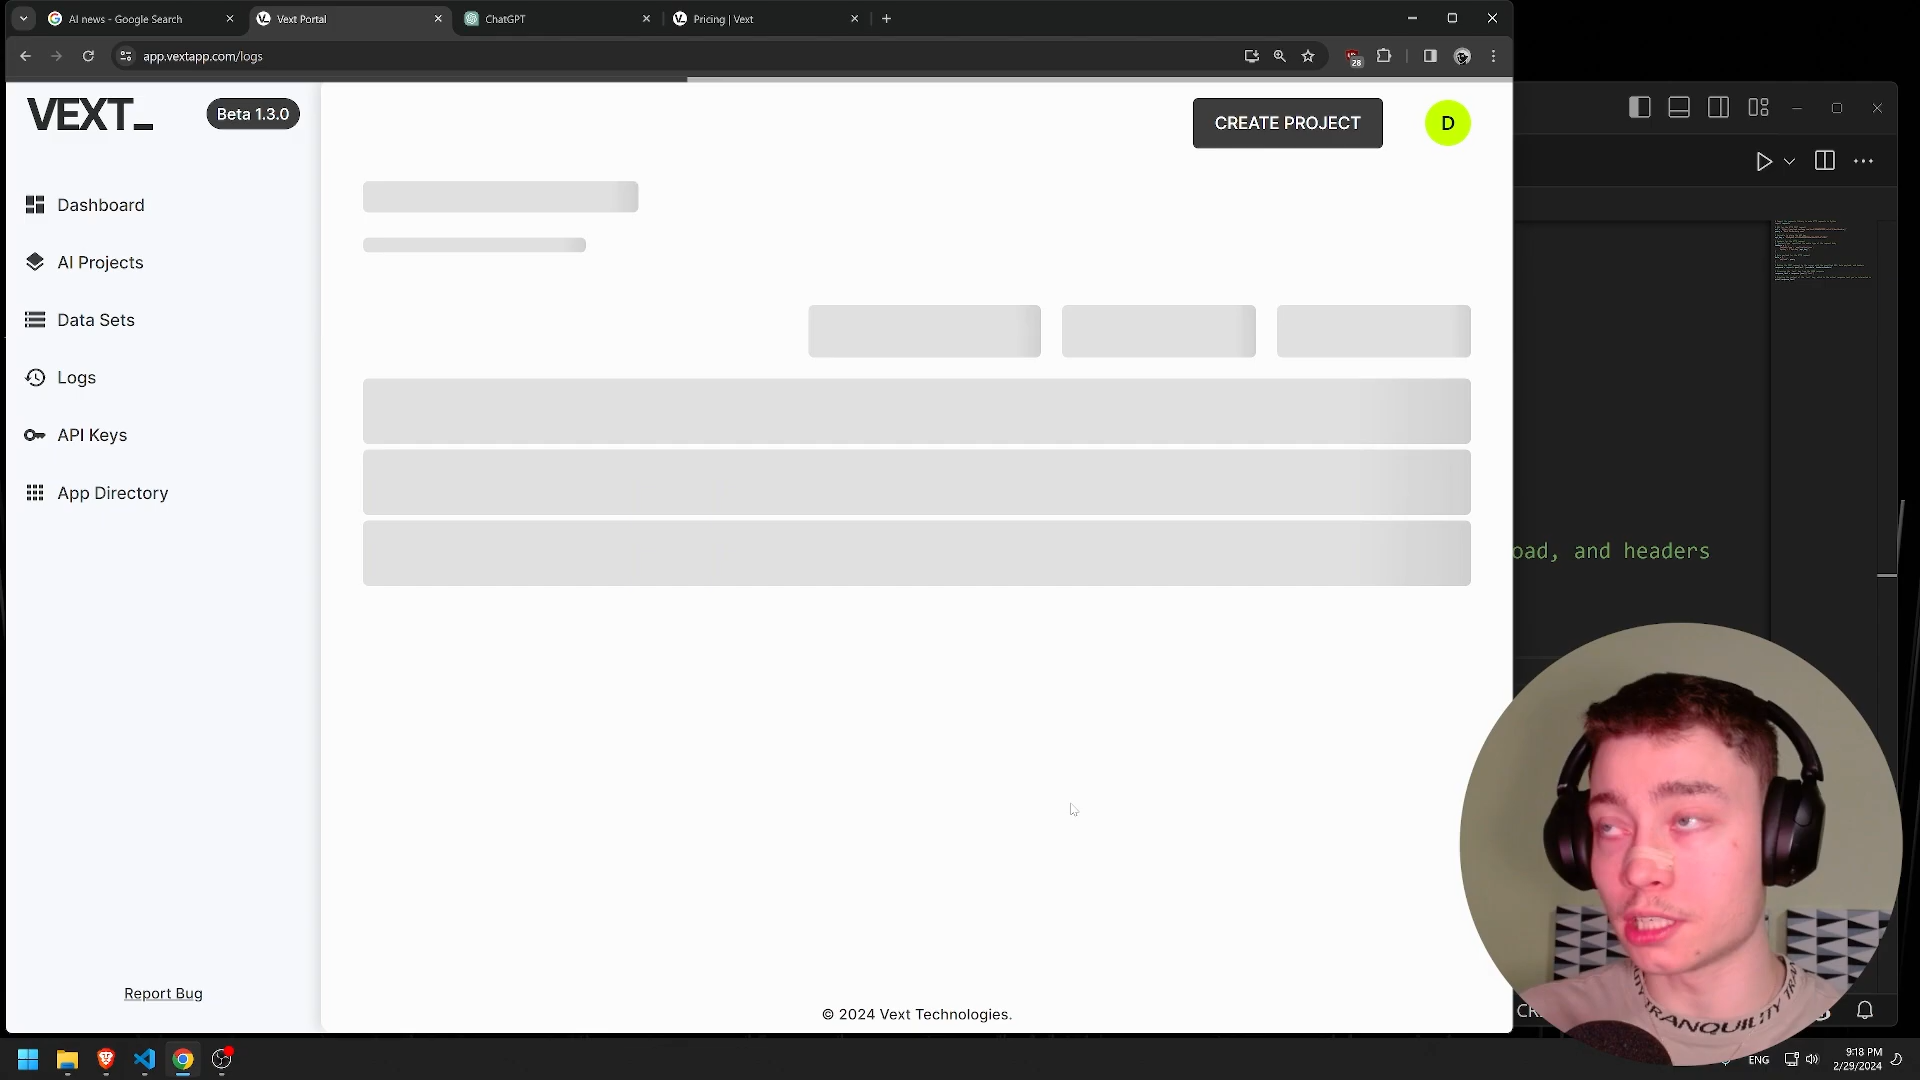 AI news - Google Search
Vext Portal
ChatGPT
Pricing | Vext
app.vextapp.com/logs
28
VEXT_
Beta 1.3.0
CREATE PROJECT
D
Dashboard
AI Projects
Data Sets
Logs
API Keys
App Directory
oad, and headers
Report Bug
© 2024 Vext Technologies.
TRANQUILITY
ENG
9:18 PM
2/29/2024